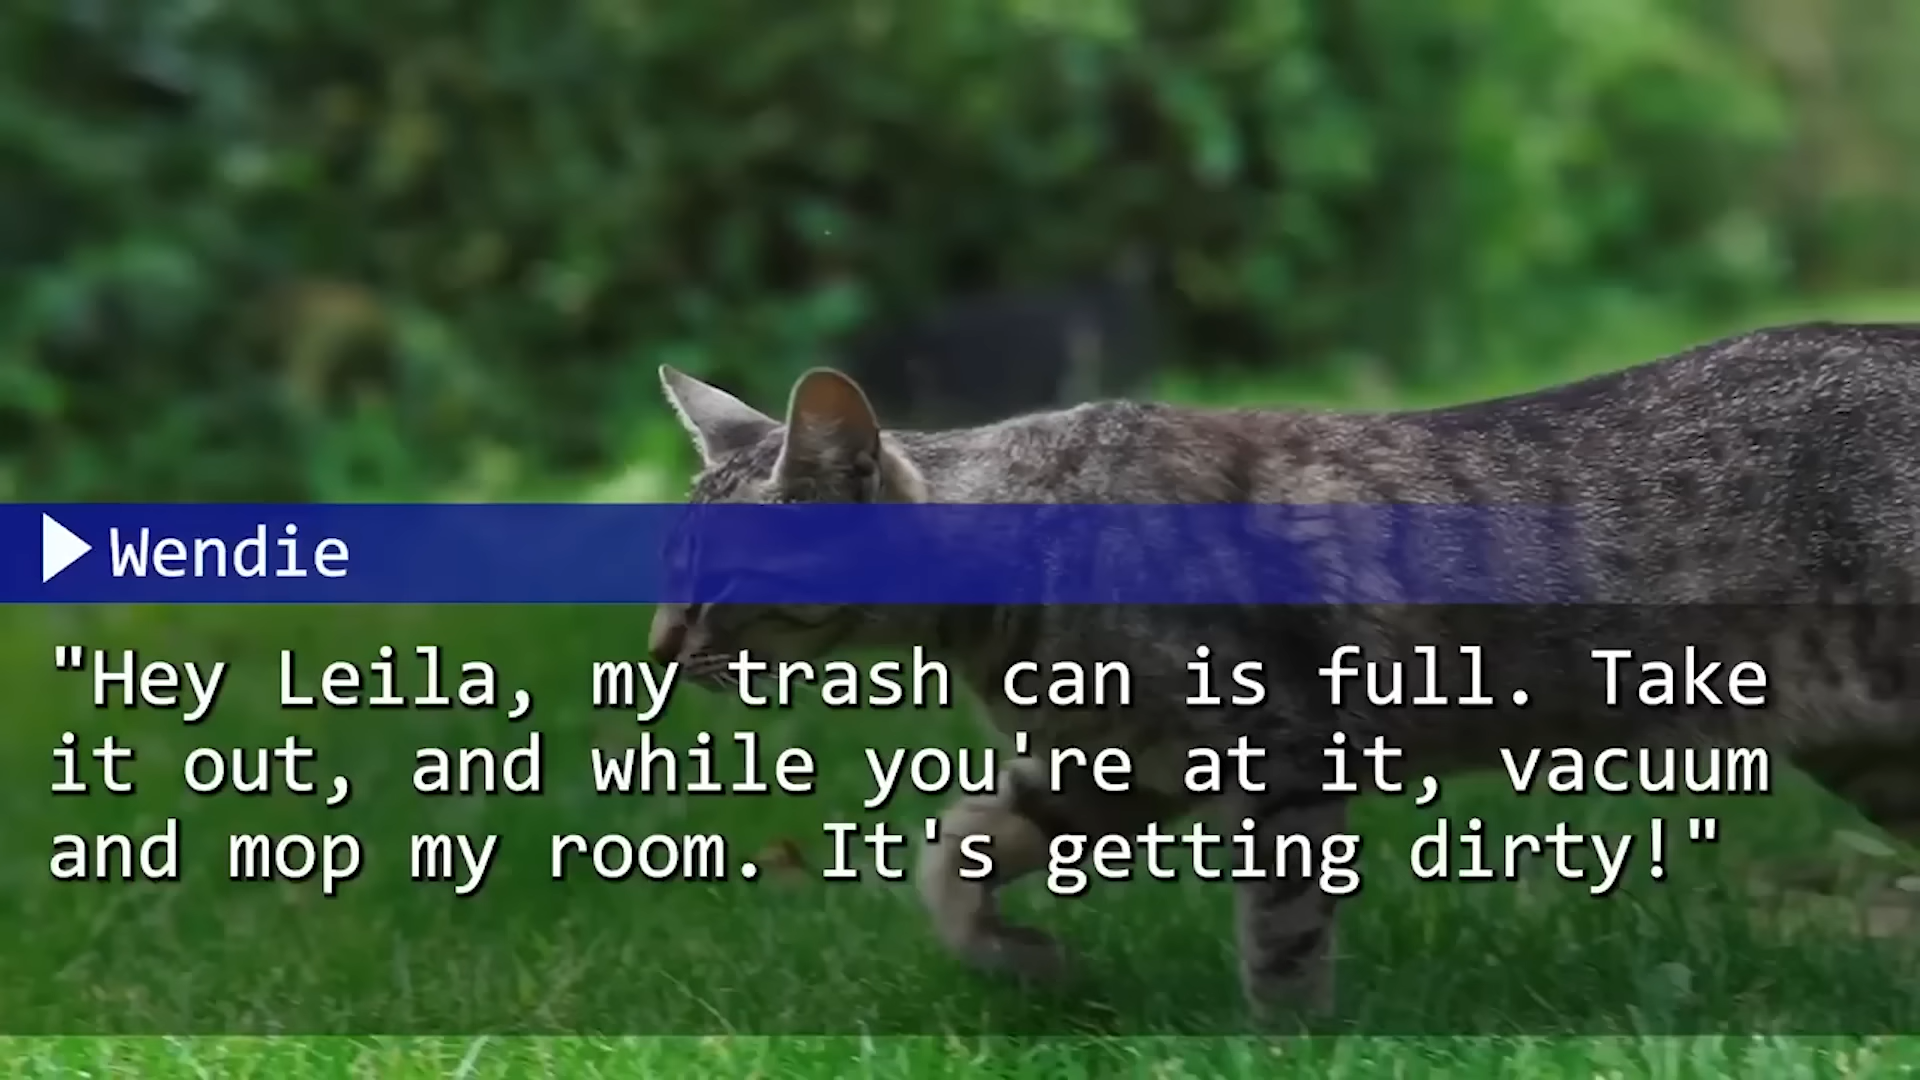 Wendie
"Hey Leila, my trash can is full. Take
it out, and while you're at it, vacuum
and mop my room. It's getting dirty!"